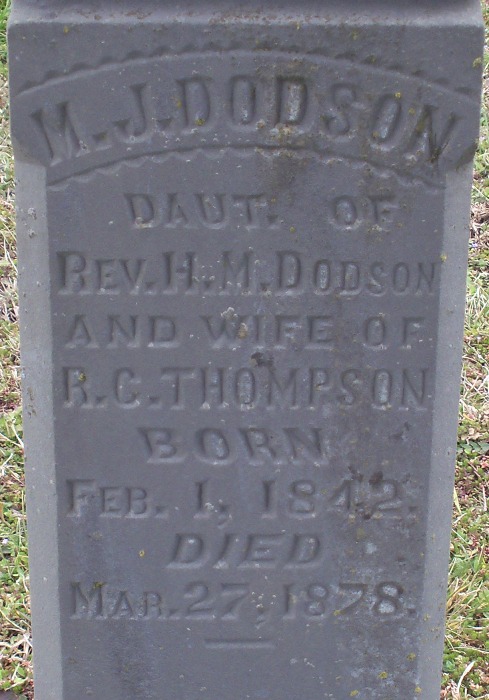 M. J. DODSON
DAUT. OF
REV. H. M. DODSON
AND WIFE OF
R. C. THOMPSON
BORN
FEB. 1, 1842.
DIED
MAR. 27, 1878.